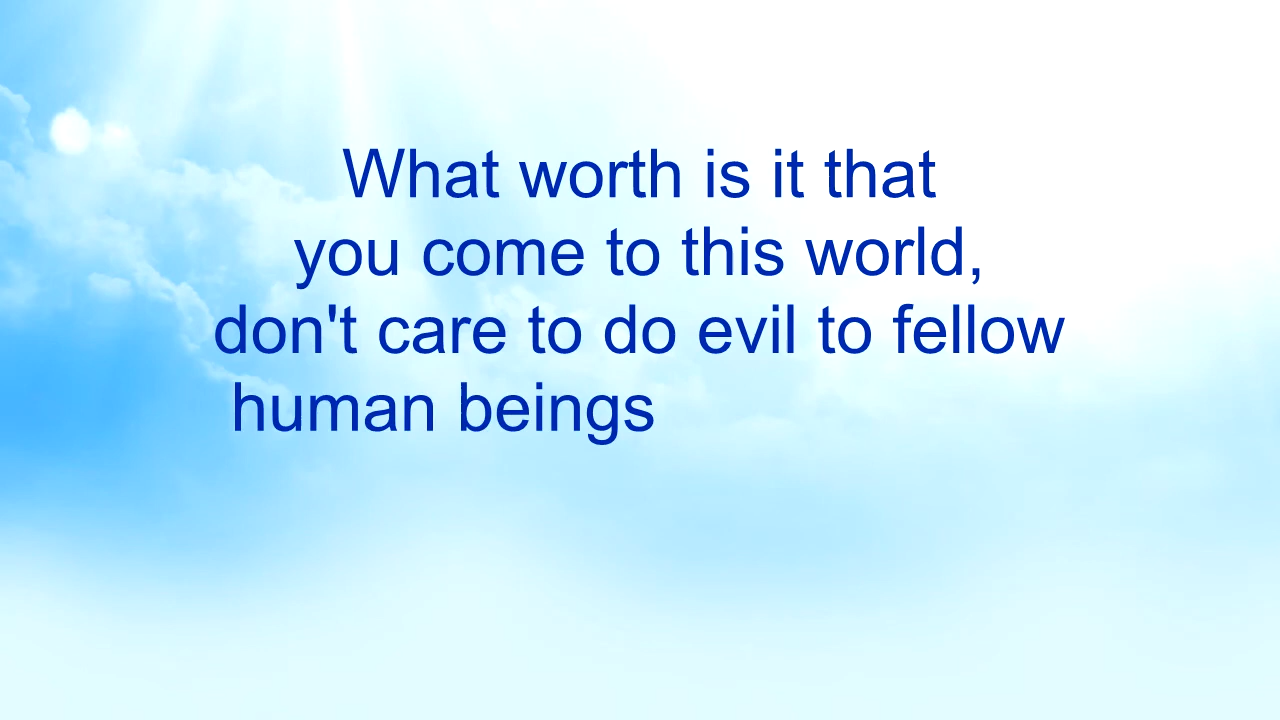 What worth is it that
you come to this world,
don't care to do evil to fellow
human beings